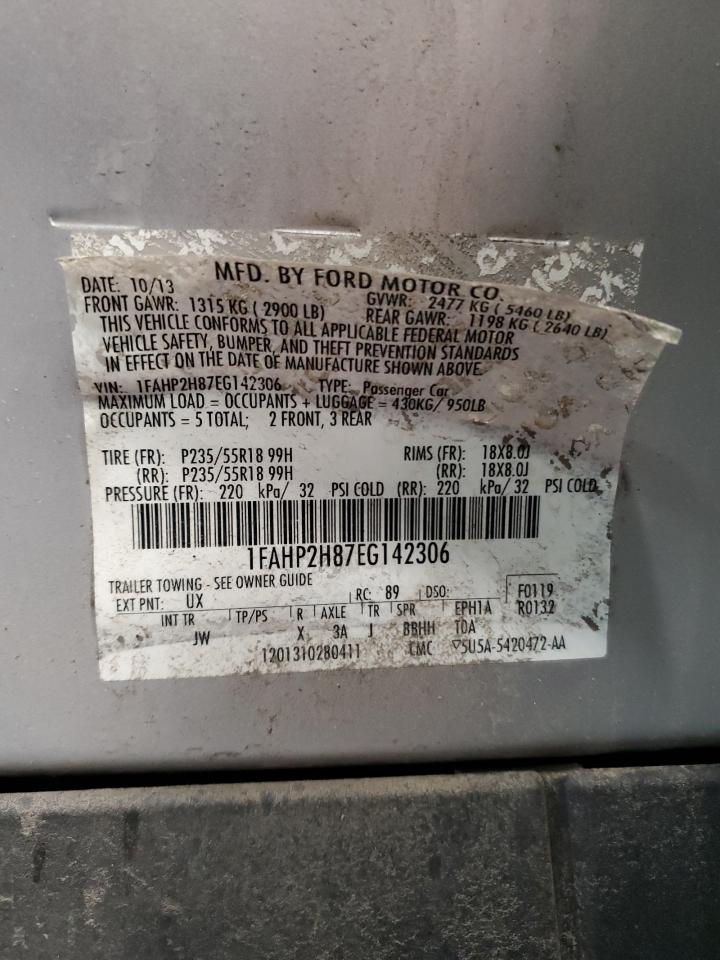 MFD. BY FORD MOTOR CO.
DATE: 10/13 GVWR: 2477 KG ( 5460 LB)
FRONT GAWR: 1315 KG ( 2900 LB) REAR GAWR: 1198 KG ( 2640 LB)
THIS VEHICLE CONFORMS TO ALL APPLICABLE FEDERAL MOTOR
VEHICLE SAFETY, BUMPER, AND THEFT PREVENTION STANDARDS
IN EFFECT ON THE DATE OF MANUFACTURE SHOWN ABOVE.
VIN: 1FAHP2H87EG142306 TYPE: Passenger Car
MAXIMUM LOAD = OCCUPANTS + LUGGAGE = 430KG/ 950LB
OCCUPANTS = 5 TOTAL; 2 FRONT, 3 REAR
TIRE (FR): P235/55R18 99H RIMS (FR): 18X8.0J
(RR): P235/55R18 99H (RR): 18X8.0J
PRESSURE (FR): 220 kPa/ 32 PSI COLD (RR): 220 kPa/ 32 PSI COLD
1FAHP2H87EG142306
TRAILER TOWING - SEE OWNER GUIDE
EXT PNT: UX RC: 89 DSO: F0119
INT TR TP/PS R AXLE TR SPR EPH1A R0132
JW X 3A J BBHH TDA
1201310280411 CMC ▽5U5A-5420472-AA